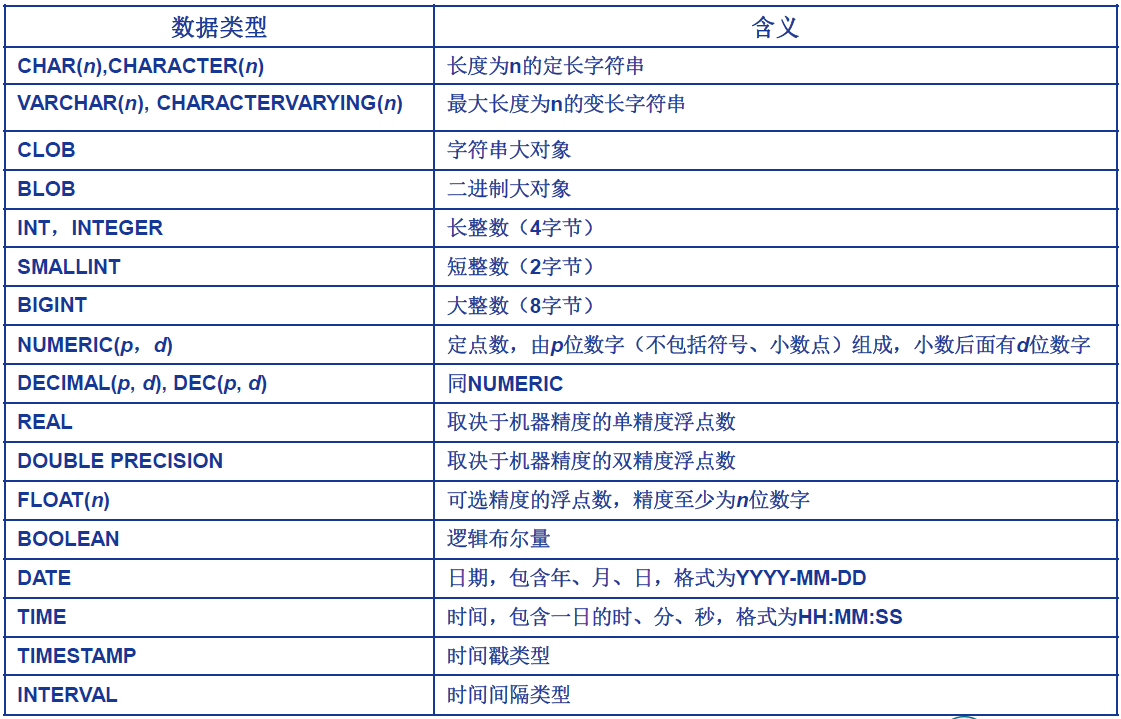 数据类型 含义
CHAR(n),CHARACTER(n) 长度为n的定长字符串
VARCHAR(n), CHARACTERVARYING(n) 最大长度为n的变长字符串
CLOB 字符串大对象
BLOB 二进制大对象
INT，INTEGER 长整数（4字节）
SMALLINT 短整数（2字节）
BIGINT 大整数（8字节）
NUMERIC(p，d) 定点数，由p位数字（不包括符号、小数点）组成，小数后面有d位数字
DECIMAL(p, d), DEC(p, d) 同NUMERIC
REAL 取决于机器精度的单精度浮点数
DOUBLE PRECISION 取决于机器精度的双精度浮点数
FLOAT(n) 可选精度的浮点数，精度至少为n位数字
BOOLEAN 逻辑布尔量
DATE 日期，包含年、月、日，格式为YYYY-MM-DD
TIME 时间，包含一日的时、分、秒，格式为HH:MM:SS
TIMESTAMP 时间戳类型
INTERVAL 时间间隔类型